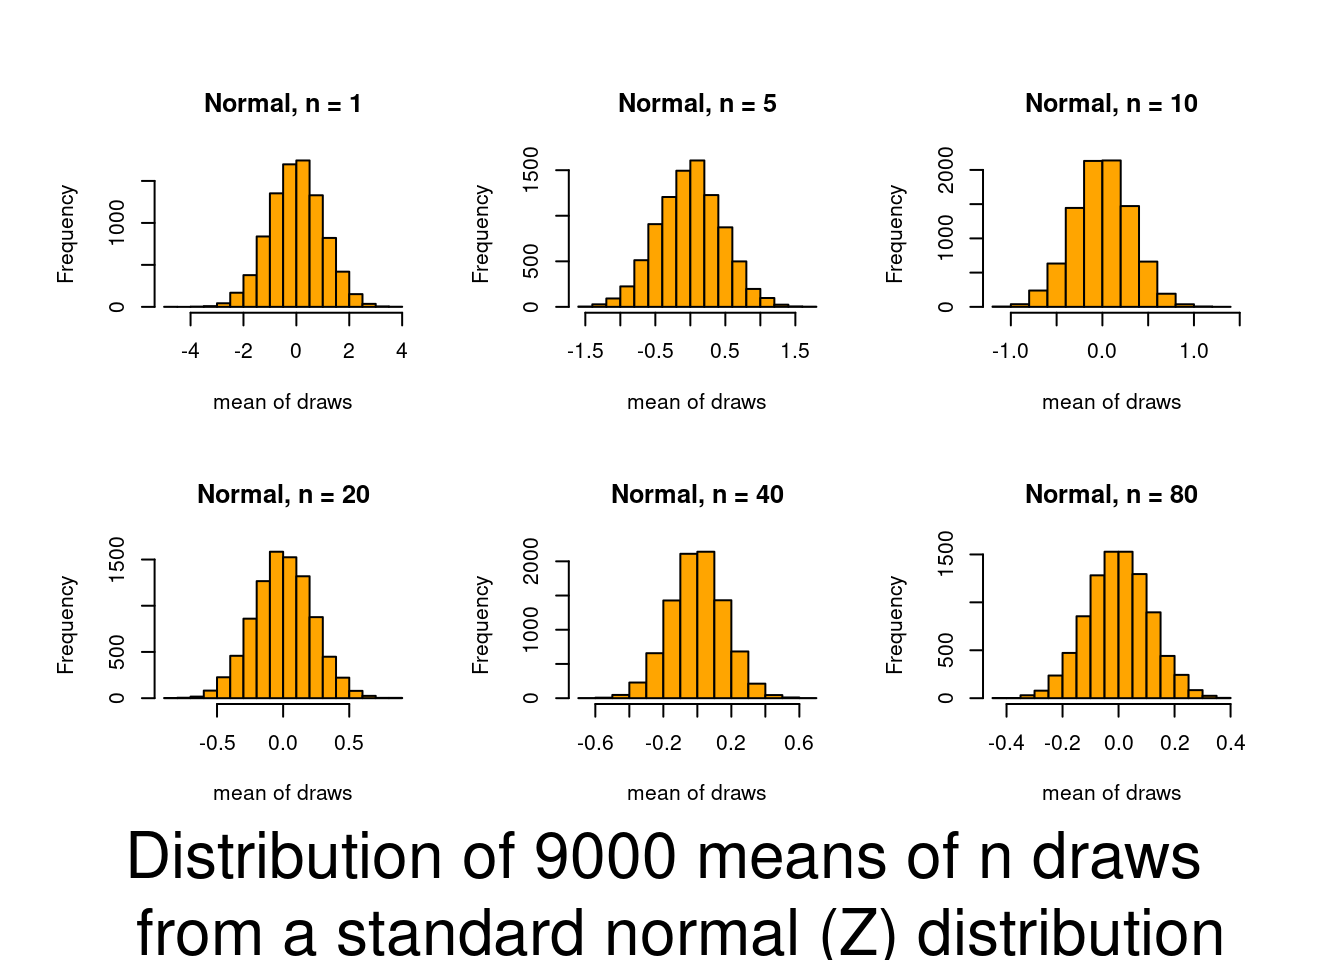 Normal, n = 1
Frequency
0
1000
-4 -2 0 2 4
mean of draws
Normal, n = 5
Frequency
0
500
1500
-1.5 -0.5 0.5 1.5
mean of draws
Normal, n = 10
Frequency
0
1000
2000
-1.0 0.0 1.0
mean of draws
Normal, n = 20
Frequency
0
500
1500
-0.5 0.0 0.5
mean of draws
Normal, n = 40
Frequency
0
1000
2000
-0.6 -0.2 0.2 0.6
mean of draws
Normal, n = 80
Frequency
0
500
1500
-0.4 -0.2 0.0 0.2 0.4
mean of draws
Distribution of 9000 means of n draws
from a standard normal (Z) distribution